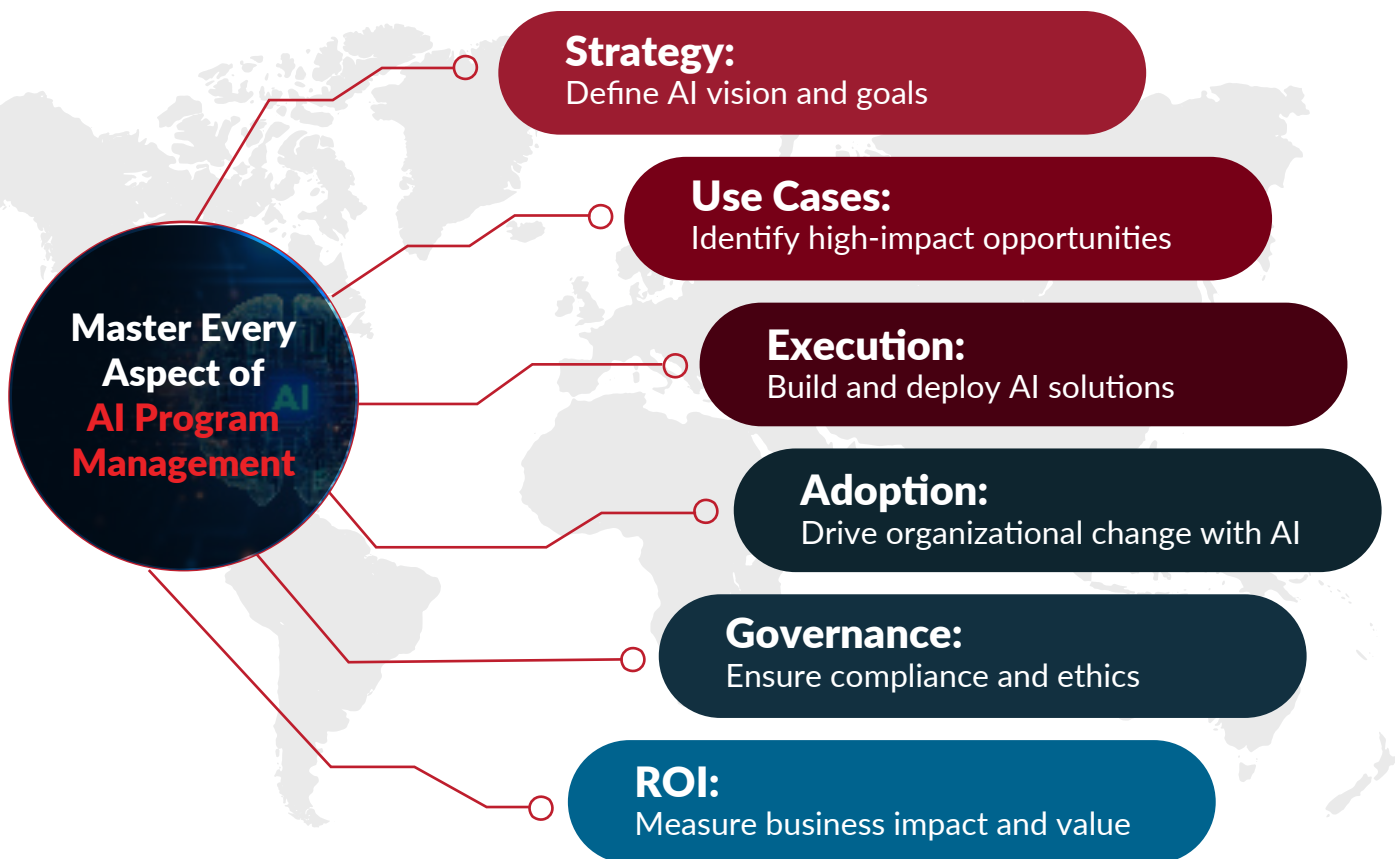 Strategy:
Define AI vision and goals
Use Cases:
Identify high-impact opportunities
Master Every
Aspect of
AI Program
Management
AI
Execution:
Build and deploy AI solutions
Adoption:
Drive organizational change with AI
Governance:
Ensure compliance and ethics
ROI:
Measure business impact and value